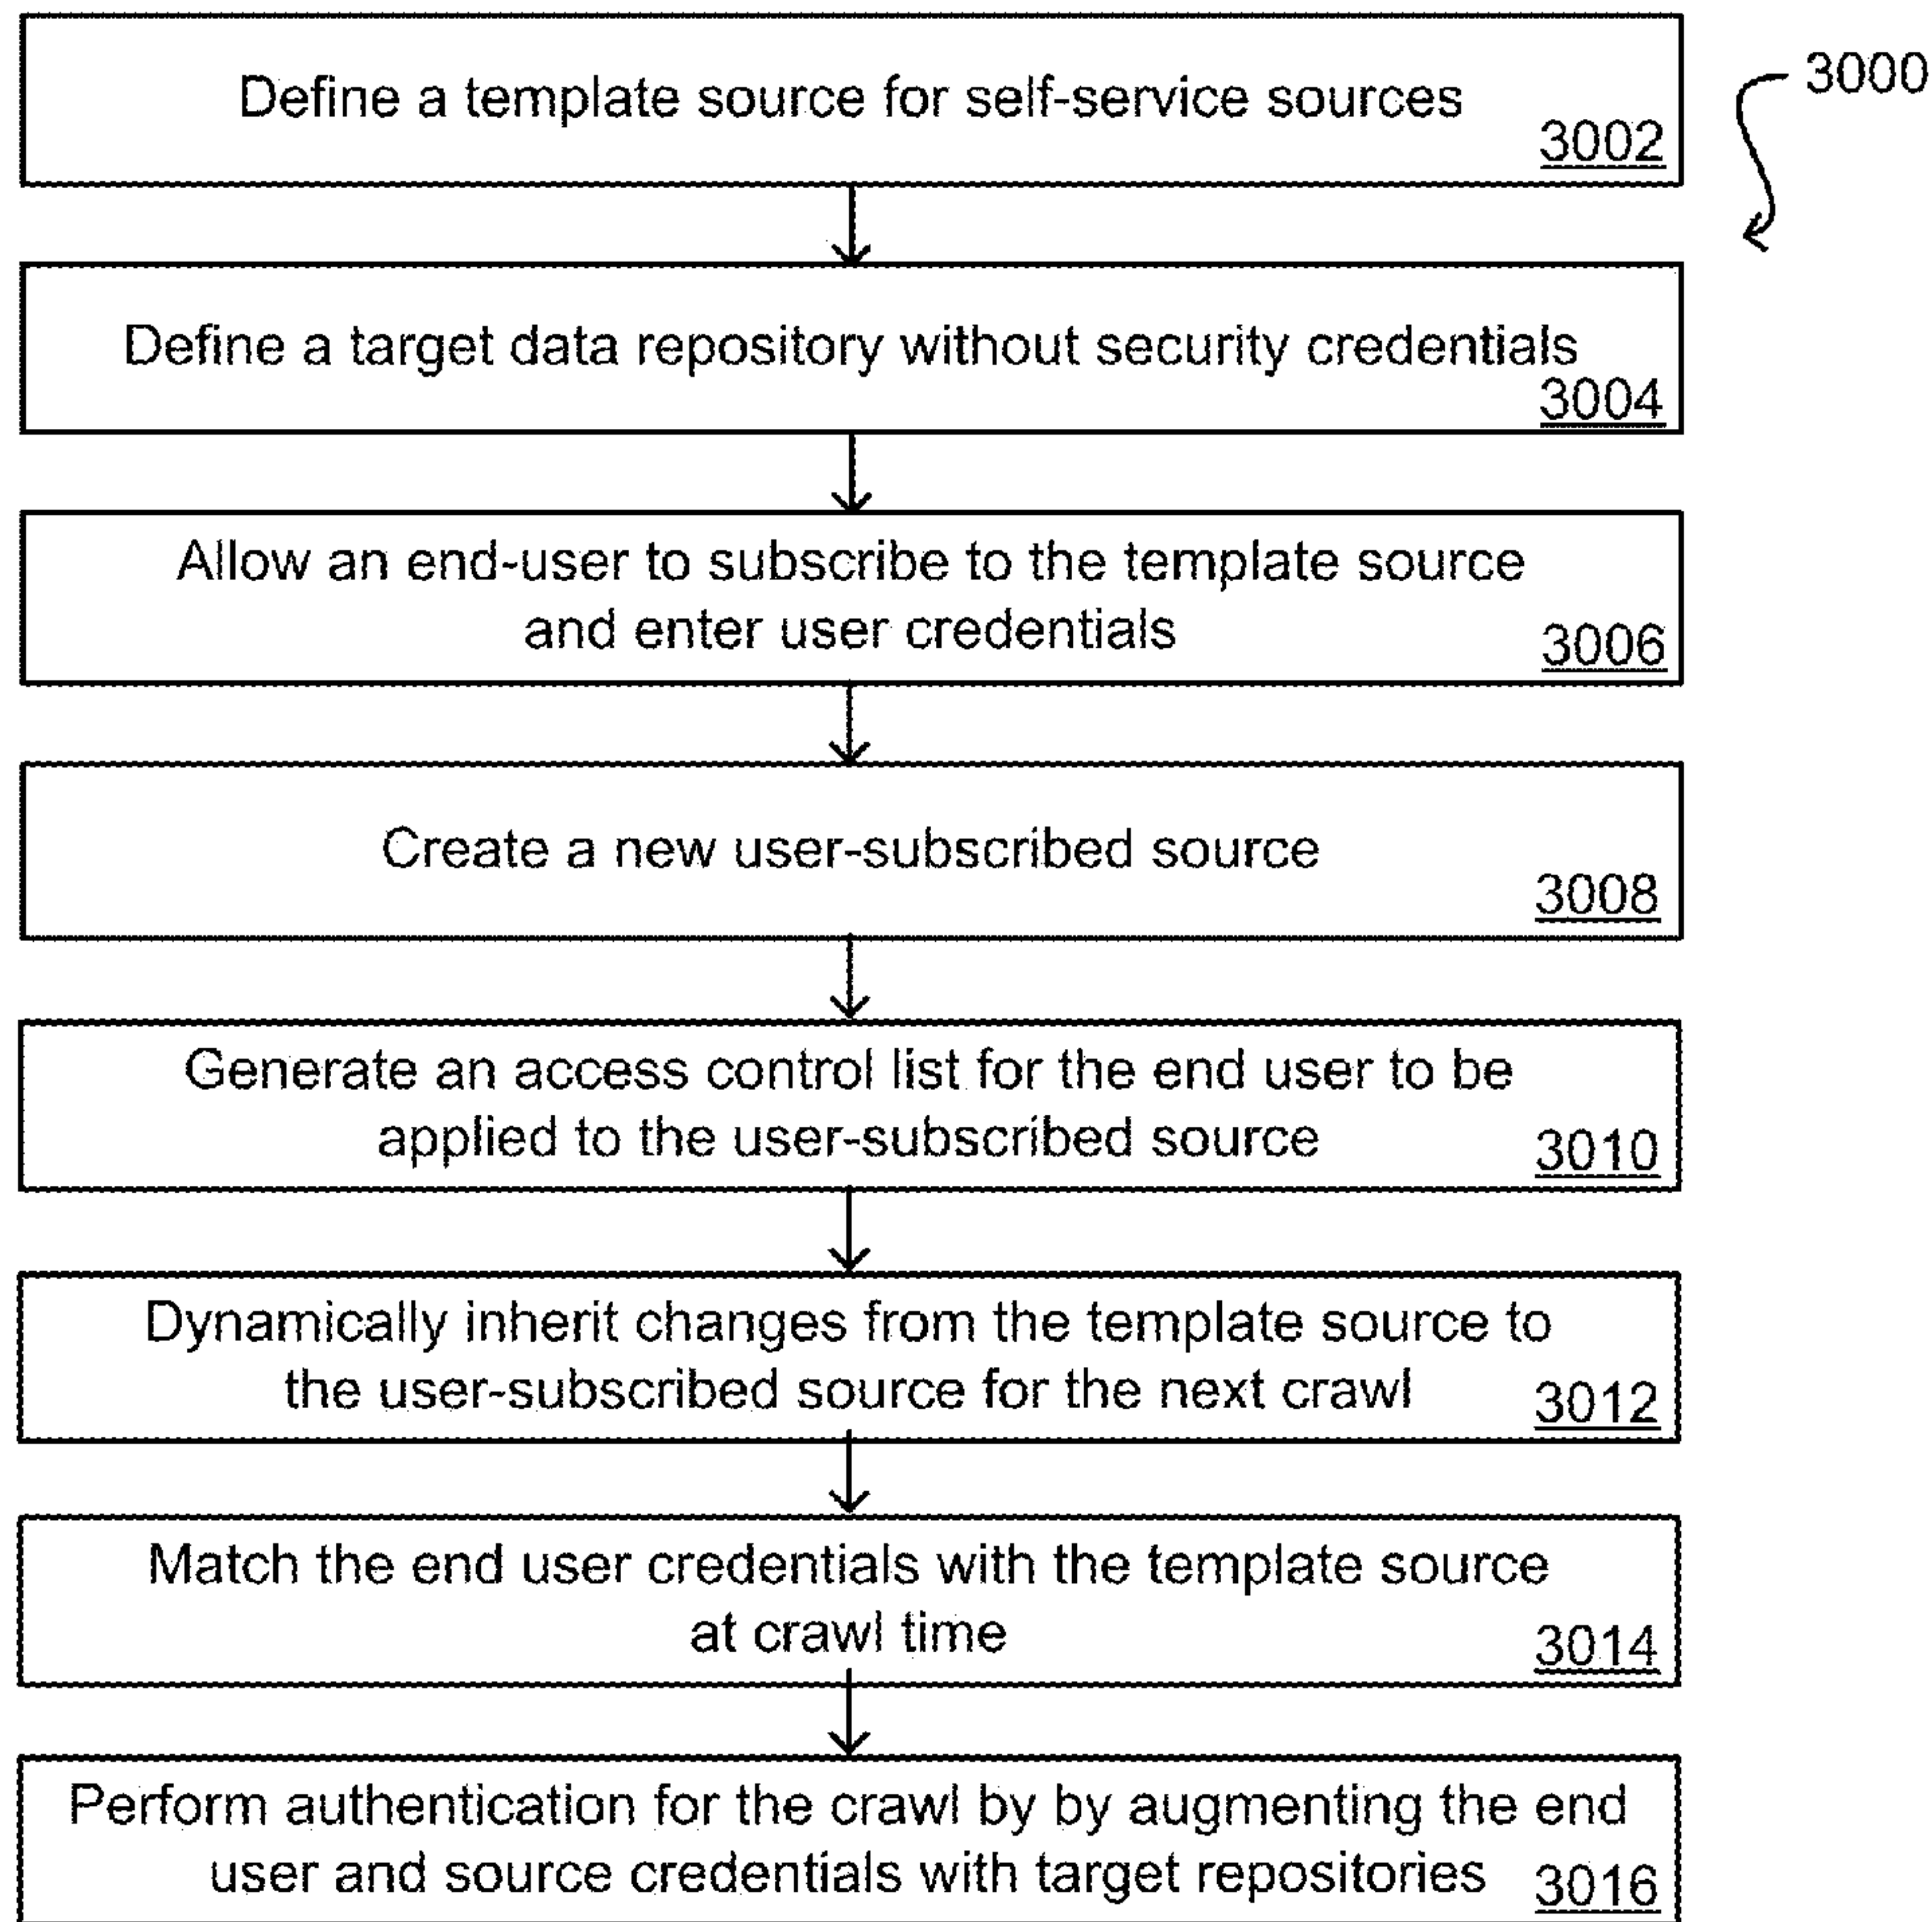 Define a template source for self-service sources
3002
3000
Define a target data repository without security credentials
3004
Allow an end-user to subscribe to the template source
and enter user credentials
3006
Create a new user-subscribed source
3008
Generate an access control list for the end user to be
applied to the user-subscribed source
3010
Dynamically inherit changes from the template source to
the user-subscribed source for the next crawl
3012
Match the end user credentials with the template source
at crawl time
3014
Perform authentication for the crawl by by augmenting the end
user and source credentials with target repositories
3016